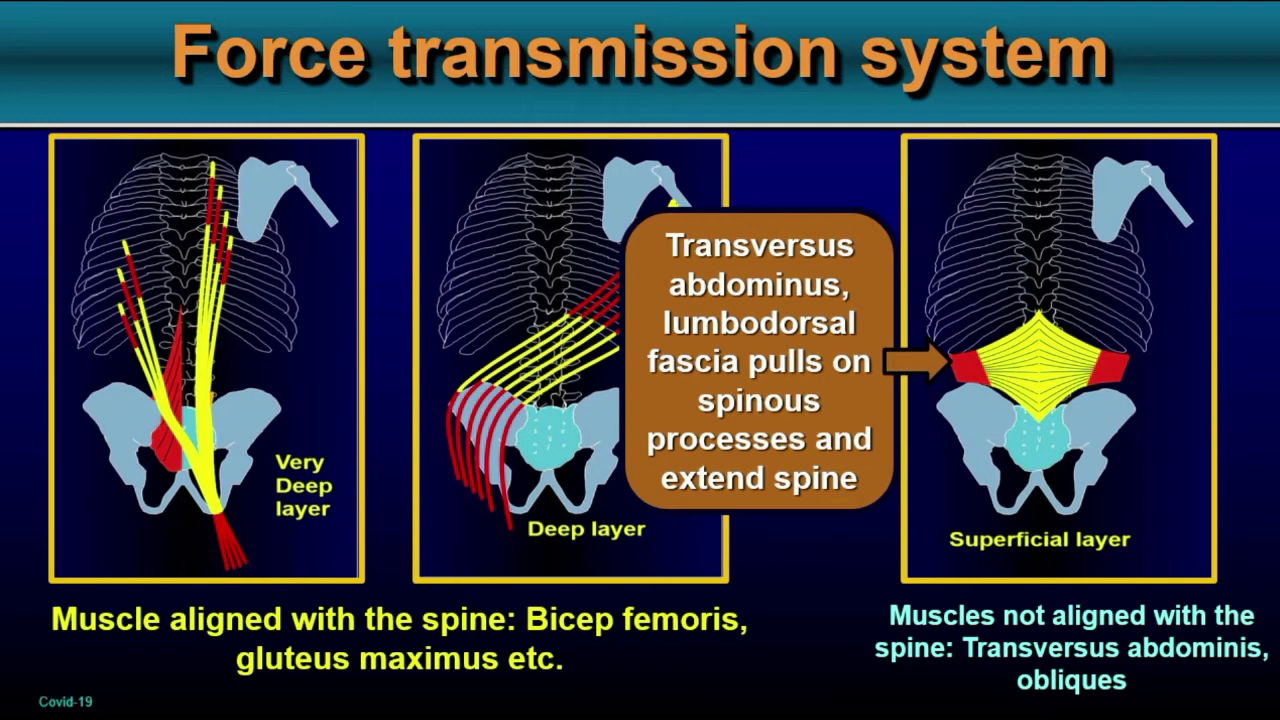 Force transmission system
Very
Deep
layer
Deep layer
Transversus
abdominus,
lumbodorsal
fascia pulls on
spinous
processes and
extend spine
Superficial layer
Muscle aligned with the spine: Bicep femoris,
gluteus maximus etc.
Muscles not aligned with the
spine: Transversus abdominis,
obliques
Covid-19